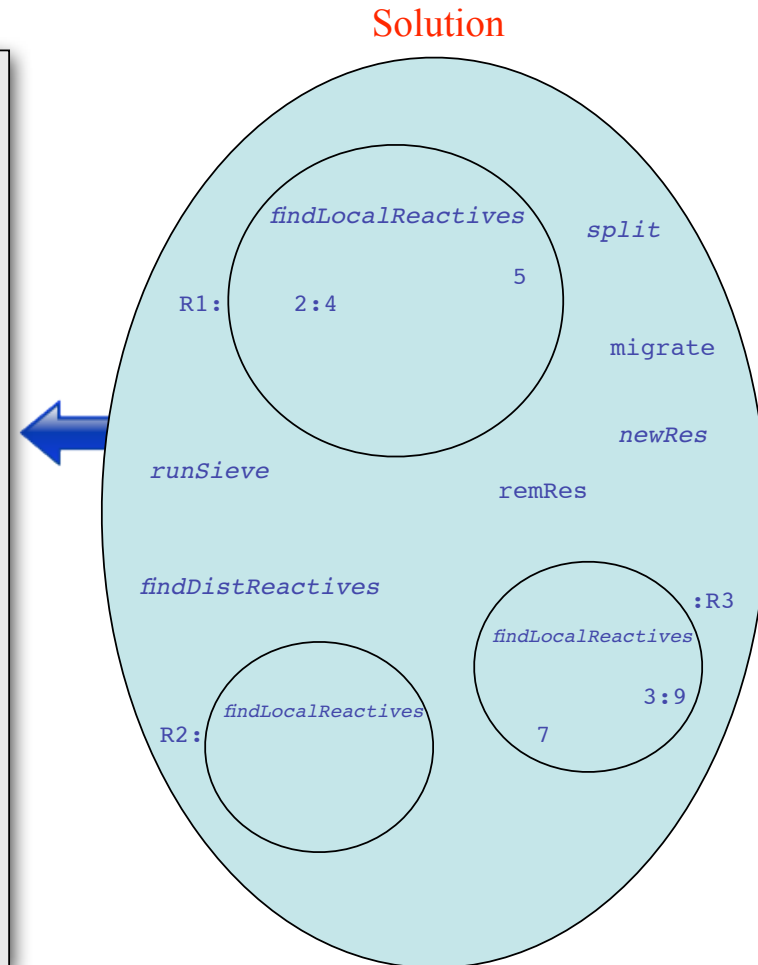 Solution
findLocalReactives
split
5
R1:
2:4
migrate
newRes
runSieve
remRes
findDistReactives
:R3
findLocalReactives
3:9
findLocalReactives
R2:
7